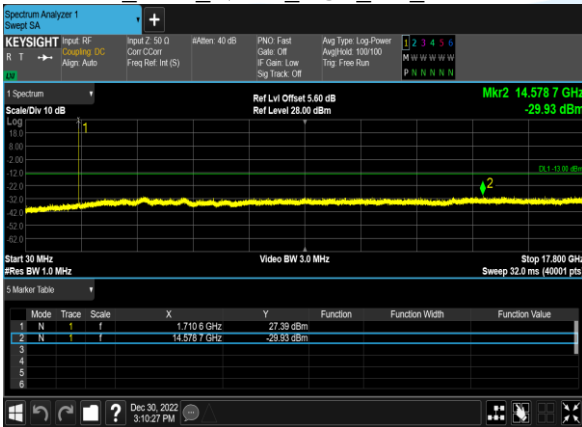 Spectrum Analyzer 1
Swept SA
+
KEYSIGHT Input: RF Input Z: 50 Ω #Atten: 40 dB PNO: Fast Avg Type: Log-Power 1 2 3 4 5 6
R T Coupling: DC Corr CCorr Gate: Off Avg|Hold: 100/100 M W W W W W
Align: Auto Freq Ref: Int (S) IF Gain: Low Trig: Free Run
LU Sig Track: Off P N N N N N
1 Spectrum Ref Lvl Offset 5.60 dB Mkr2 14.578 7 GHz
Scale/Div 10 dB Ref Level 28.00 dBm -29.93 dBm
Log
18.0 1
8.00
-2.00
-12.0 DL1 -13.00 dBm
-22.0 2
-32.0
-42.0
-52.0
-62.0
Start 30 MHz Video BW 3.0 MHz Stop 17.800 GHz
#Res BW 1.0 MHz Sweep 32.0 ms (40001 pts
5 Marker Table
Mode Trace Scale X Y Function Function Width Function Value
1 N 1 f 1.710 6 GHz 27.39 dBm
2 N 1 f 14.578 7 GHz -29.93 dBm
3
4
5
6
? Dec 30, 2022
3:10:27 PM